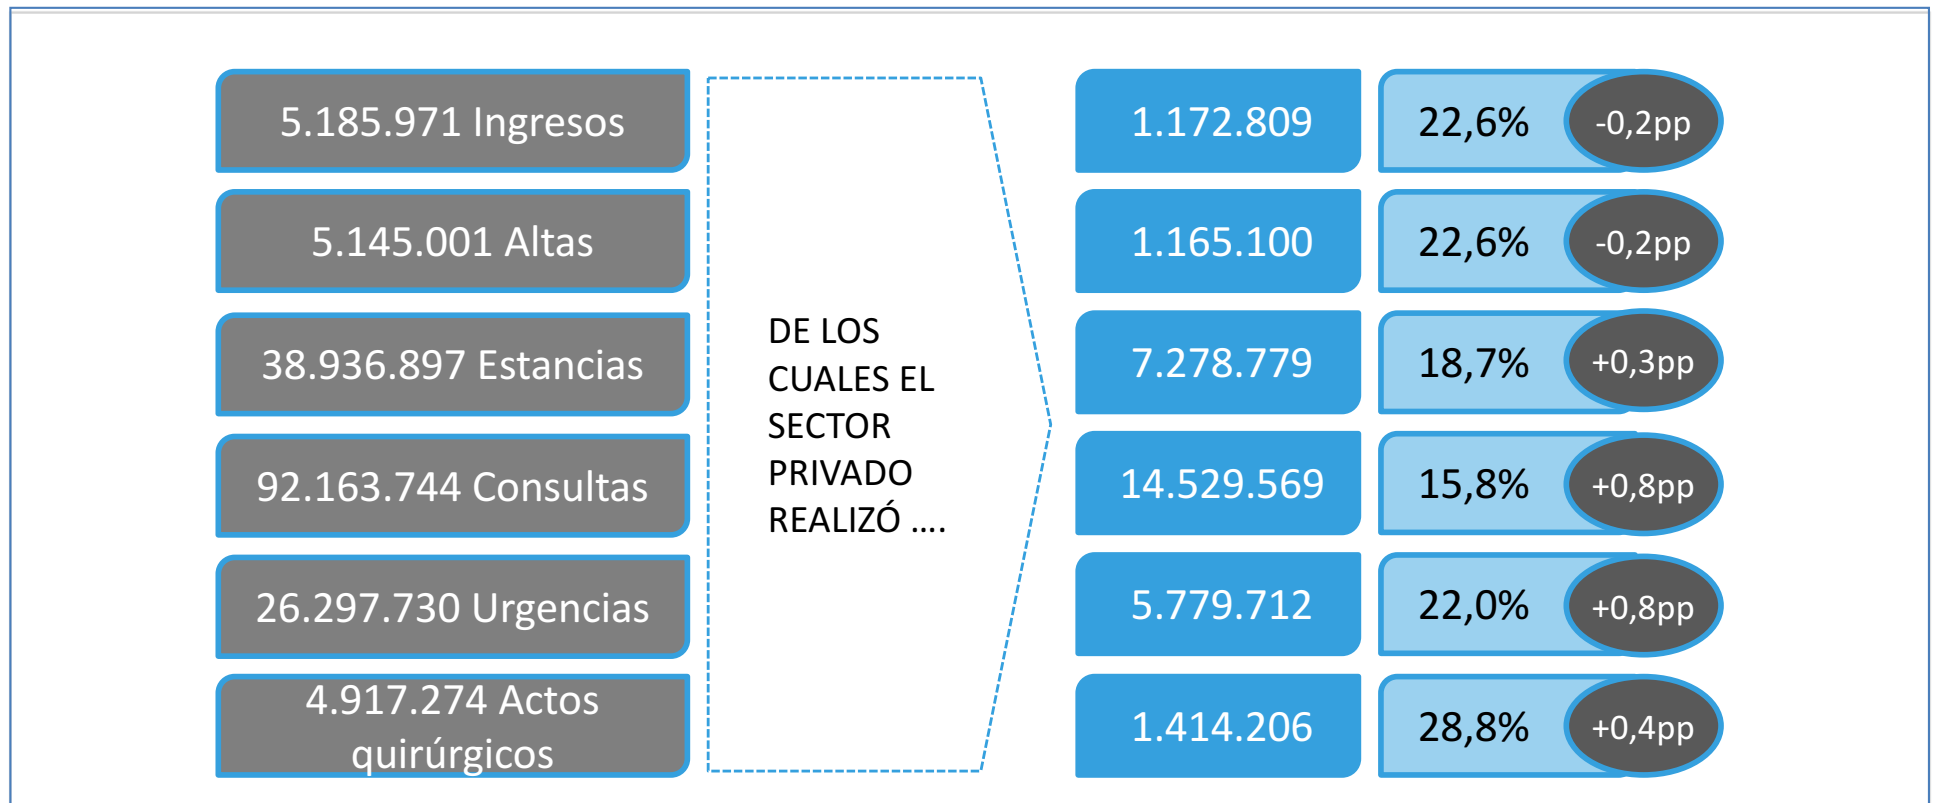 5.185.971 Ingresos
1.172.809
22,6%
-0,2pp
5.145.001 Altas
1.165.100
22,6%
-0,2pp
38.936.897 Estancias
7.278.779
18,7%
+0,3pp
92.163.744 Consultas
14.529.569
15,8%
+0,8pp
26.297.730 Urgencias
5.779.712
22,0%
+0,8pp
4.917.274 Actos
quirúrgicos
1.414.206
28,8%
+0,4pp
DE LOS
CUALES EL
SECTOR
PRIVADO
REALIZÓ ....